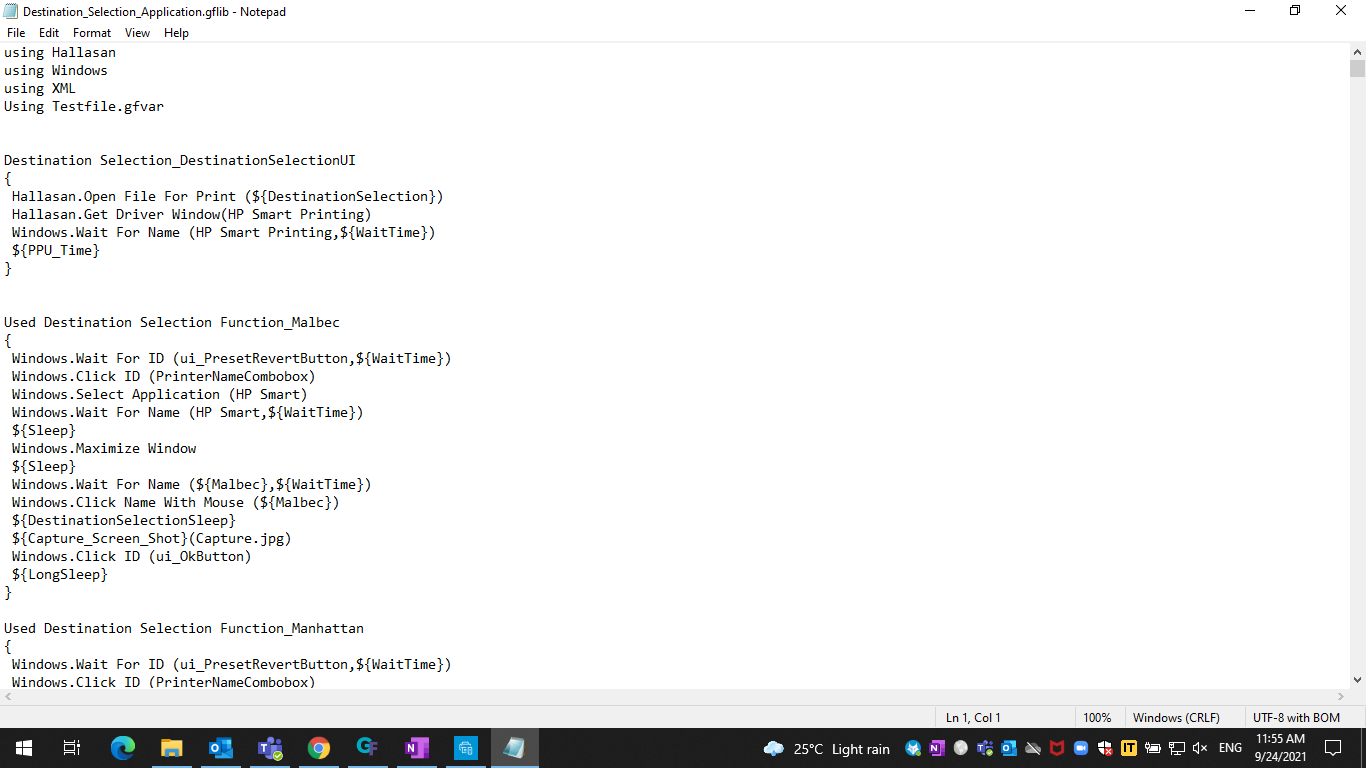 Destination_Selection_Application.gflib - Notepad
File Edit Format View Help
using Hallasan
using Windows
using XML
Using Testfile.gfvar
Destination Selection_DestinationSelectionUI
{
Hallasan.Open File For Print (${DestinationSelection})
Hallasan.Get Driver Window(HP Smart Printing)
Windows.Wait For Name (HP Smart Printing,${WaitTime})
${PPU_Time}
}
Used Destination Selection Function_Malbec
{
Windows.Wait For ID (ui_PresetRevertButton,${WaitTime})
Windows.Click ID (PrinterNameCombobox)
Windows.Select Application (HP Smart)
Windows.Wait For Name (HP Smart,${WaitTime})
${Sleep}
Windows.Maximize Window
${Sleep}
Windows.Wait For Name (${Malbec},${WaitTime})
Windows.Click Name With Mouse (${Malbec})
${DestinationSelectionSleep}
${Capture_Screen_Shot}(Capture.jpg)
Windows.Click ID (ui_OkButton)
${LongSleep}
}
Used Destination Selection Function_Manhattan
{
Windows.Wait For ID (ui_PresetRevertButton,${WaitTime})
Windows.Click ID (PrinterNameCombobox)
Ln 1, Col 1 100% Windows (CRLF) UTF-8 with BOM
25°C Light rain IT ENG 11:55 AM
9/24/2021